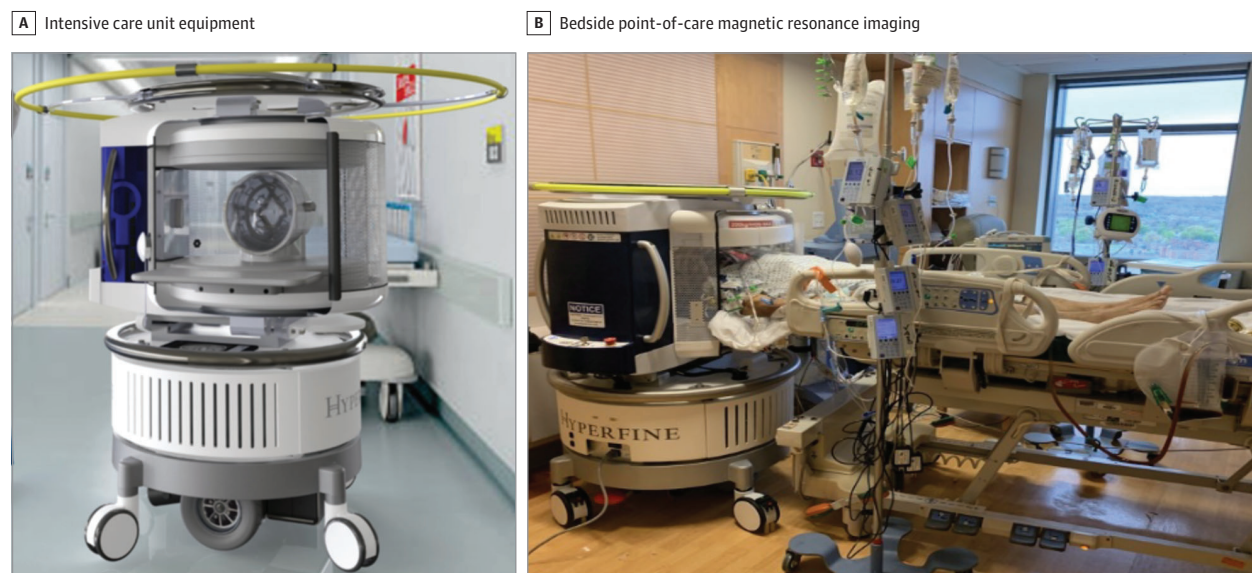 A Intensive care unit equipment
B Bedside point-of-care magnetic resonance imaging
NOTICE
HYPERFINE